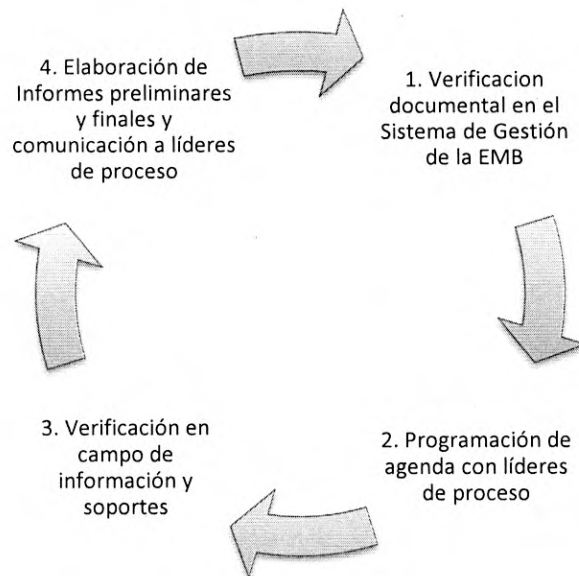 4. Elaboración de
Informes preliminares
y finales y
comunicación a líderes
de proceso
1. Verificacion
documental en el
Sistema de Gestión
de la EMB
3. Verificación en
campo de
información y
soportes
2. Programación de
agenda con líderes
de proceso